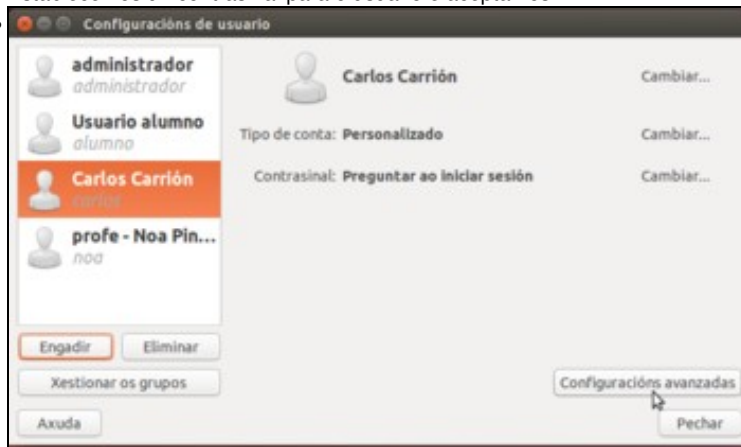 Configuracións de usuario
administrador
administrador
Carlos Carrión
Cambiar...
Usuario alumno
alumno
Tipo de conta: Personalizado
Cambiar...
Carlos Carrión
carlos
Contrasinal: Preguntar ao iniciar sesión
Cambiar...
profe - Noa Pin...
noa
Engadir
Eliminar
Xestionar os grupos
Configuracións avanzadas
Axuda
Pechar